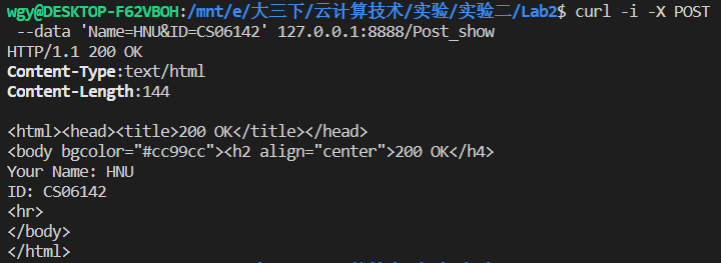 wgy@DESKTOP-F62VBOH:/mnt/e/大三下/云计算技术/实验/实验二/Lab2$ curl -i -X POST
 --data 'Name=HNU&ID=CS06142' 127.0.0.1:8888/Post_show
HTTP/1.1 200 OK
Content-Type:text/html
Content-Length:144

<html><head><title>200 OK</title></head>
<body bgcolor="#cc99cc"><h2 align="center">200 OK</h4>
Your Name: HNU
ID: CS06142
<hr>
</body>
</html>